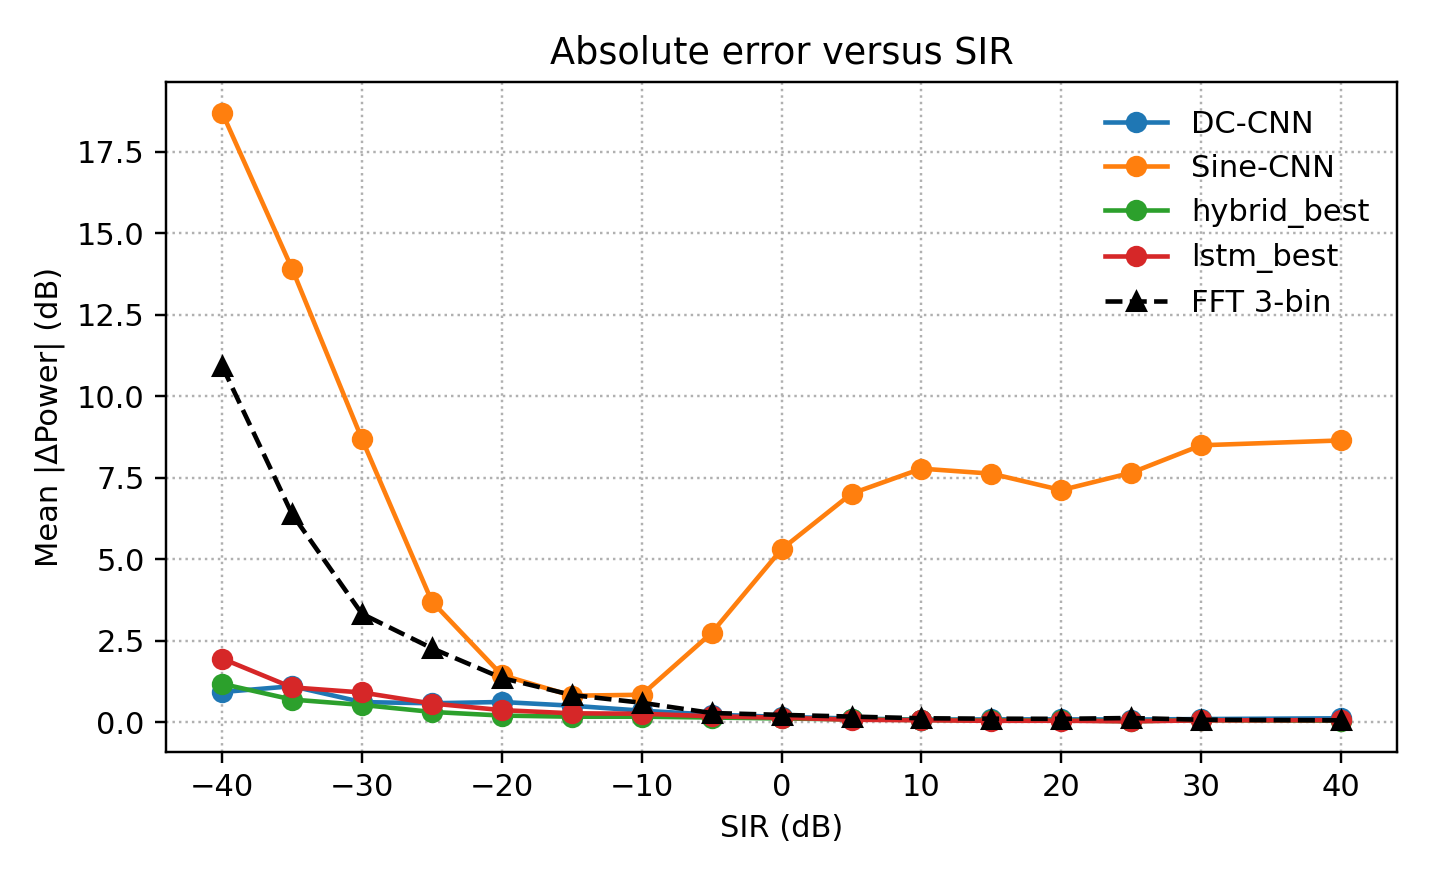 Absolute error versus SIR
Mean |ΔPower| (dB)
17.5
15.0
12.5
10.0
7.5
5.0
2.5
0.0
DC-CNN
Sine-CNN
hybrid_best
lstm_best
FFT 3-bin
−40 −30 −20 −10 0 10 20 30 40
SIR (dB)